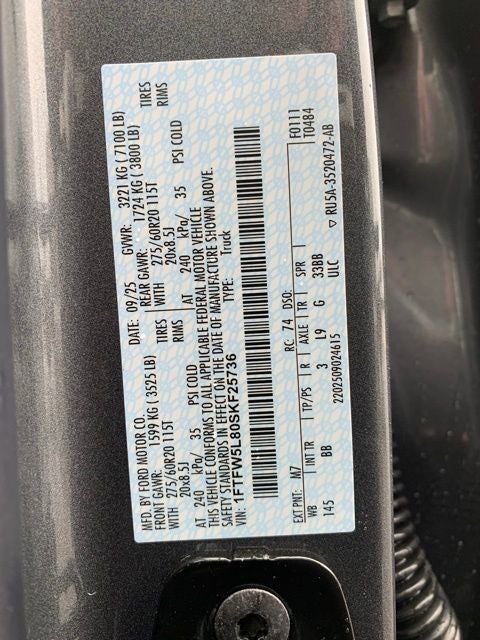 MFD. BY FORD MOTOR CO. DATE: 09/25 GVWR: 3221 KG (7100 LB)
FRONT GAWR: 1599 KG (3525 LB) REAR GAWR: 1724 KG (3800 LB)
WITH 275/60R20 115T TIRES WITH 275/60R20 115T TIRES
20x8.5J RIMS 20x8.5J RIMS
AT 240 kPa/ 35 PSI COLD AT 240 kPa/ 35 PSI COLD
THIS VEHICLE CONFORMS TO ALL APPLICABLE FEDERAL MOTOR VEHICLE
SAFETY STANDARDS IN EFFECT ON THE DATE OF MANUFACTURE SHOWN ABOVE.
VIN: 1FTFW5L80SKF25736 TYPE: Truck
F0111
T0484
EXT PNT: M7 RC: 74 DSO:
WB INT TR TP/PS R AXLE TR SPR
145 BB 3 L9 G 33BB
ULC ▽ RU5A-3520472-AB
2202509024615